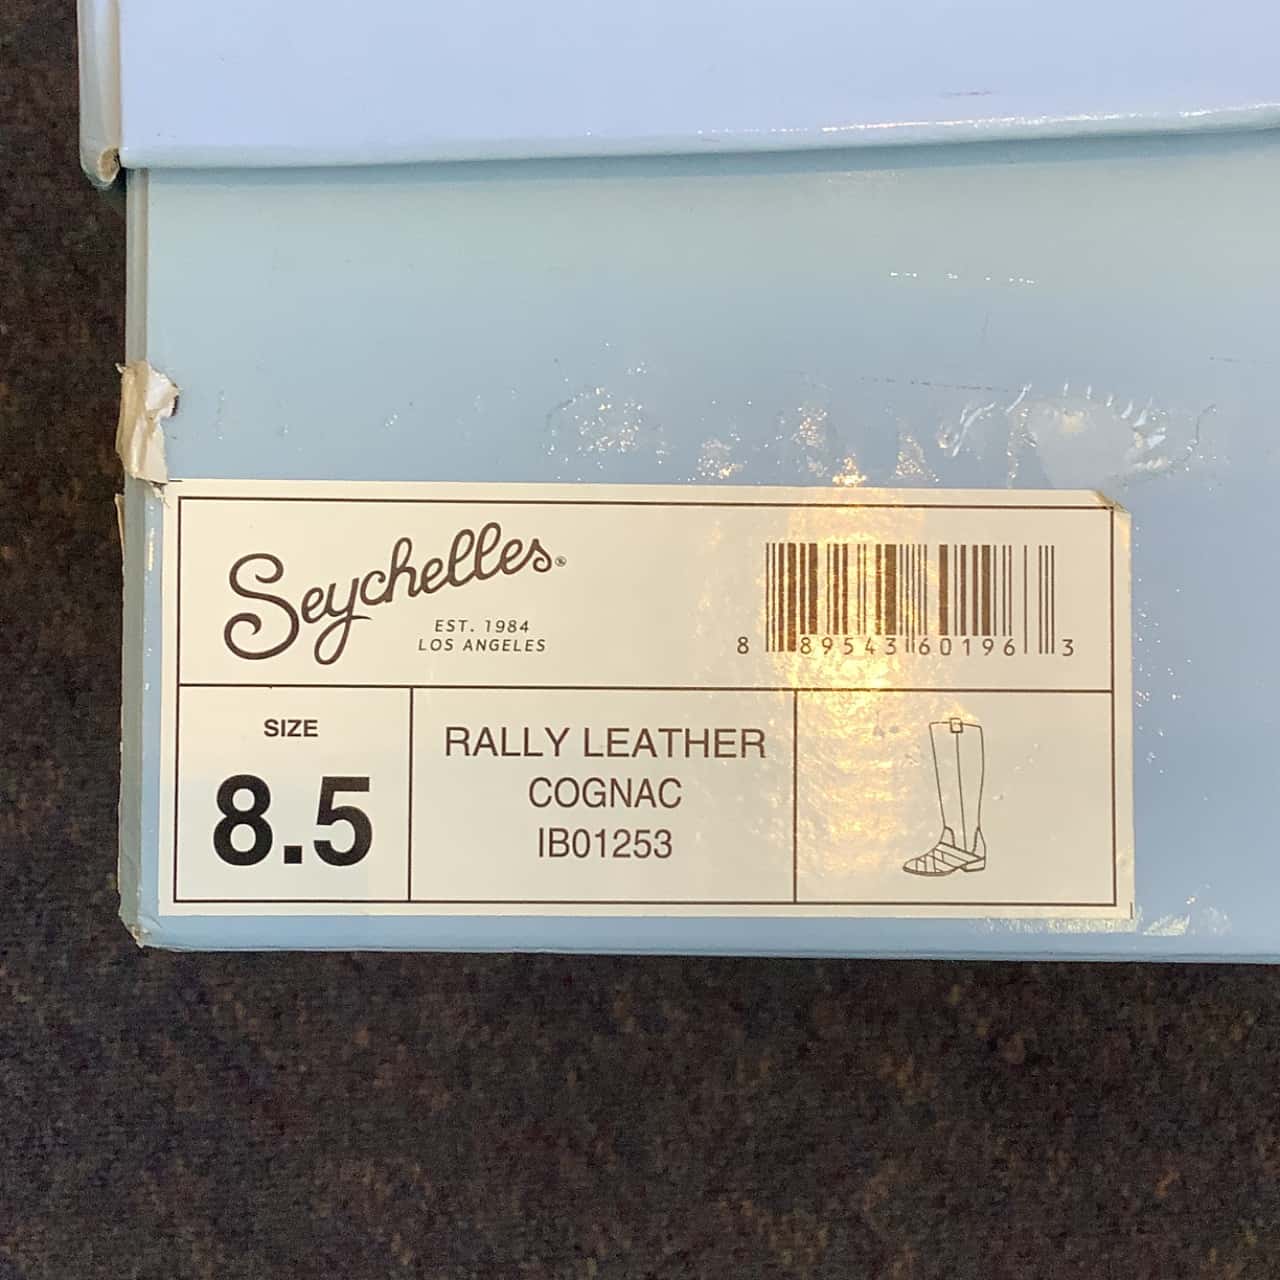 Seychelles®
EST. 1984
LOS ANGELES
8 89543 60196 3
SIZE
8.5
RALLY LEATHER
COGNAC
IB01253